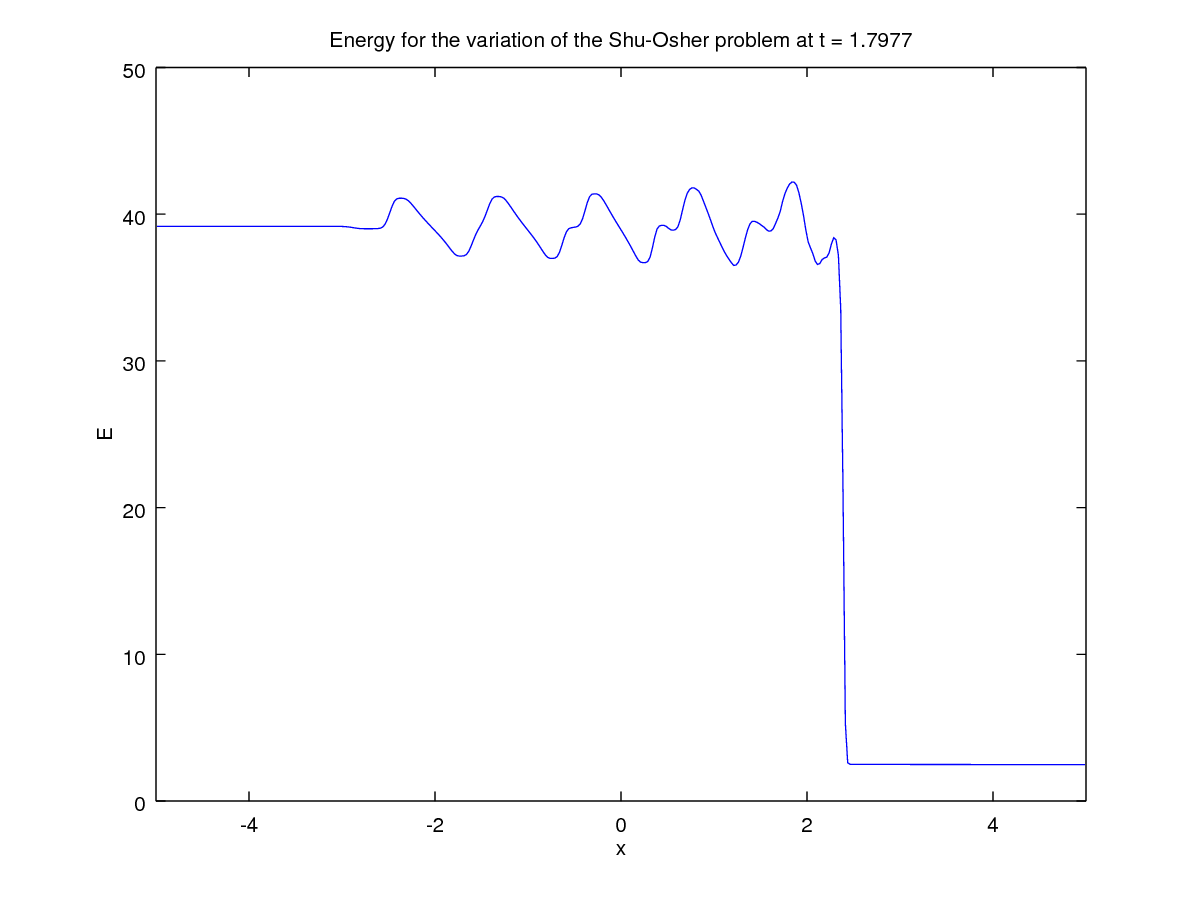 Energy for the variation of the Shu-Osher problem at t = 1.7977
50
40
30
20
10
0
E
-4 -2 0 2 4
x